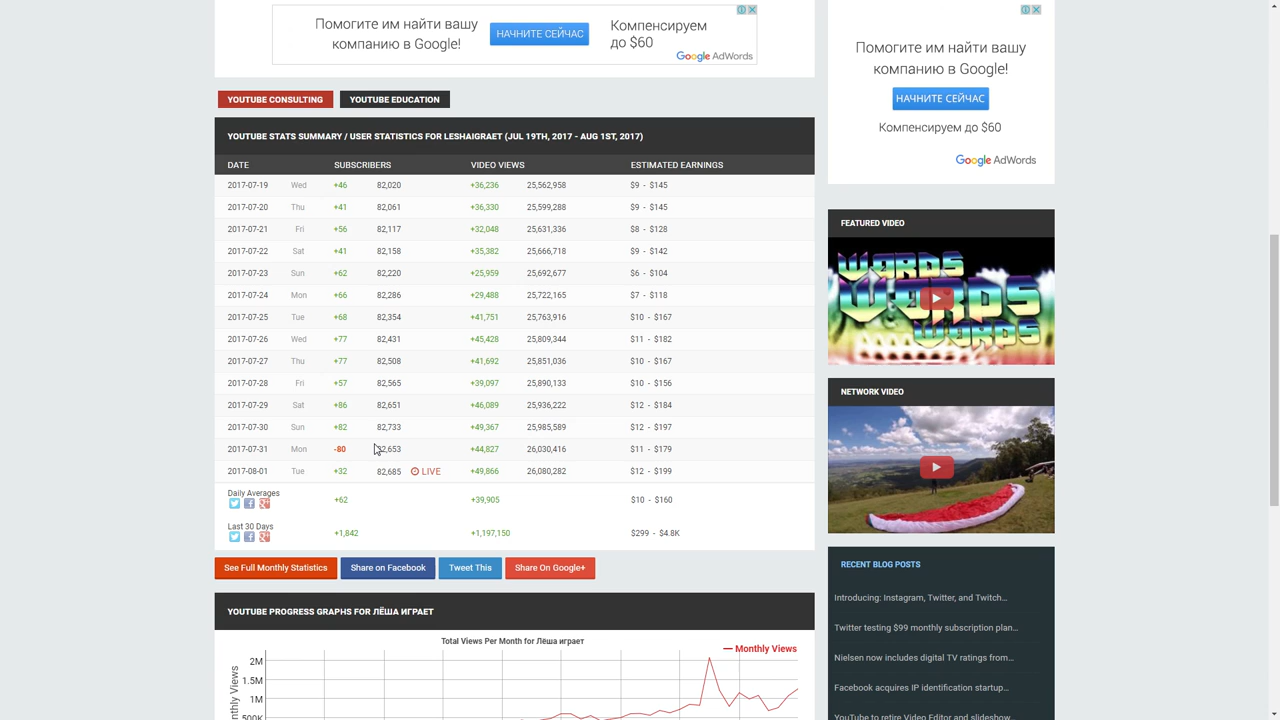 Помогите им найти вашу
компанию в Google!
НАЧНИТЕ СЕЙЧАС
Компенсируем
до $60
Google AdWords
Помогите им найти вашу
компанию в Google!
НАЧНИТЕ СЕЙЧАС
Компенсируем до $60
Google AdWords
YOUTUBE CONSULTING YOUTUBE EDUCATION
YOUTUBE STATS SUMMARY / USER STATISTICS FOR LESHAIGRAET (JUL 19TH, 2017 - AUG 1ST, 2017)
DATE SUBSCRIBERS VIDEO VIEWS ESTIMATED EARNINGS
2017-07-19 Wed +46 82,020 +36,236 25,562,958 $9 - $145
2017-07-20 Thu +41 82,061 +36,330 25,599,288 $9 - $145
2017-07-21 Fri +56 82,117 +32,048 25,631,336 $8 - $128
2017-07-22 Sat +41 82,158 +35,382 25,666,718 $9 - $142
2017-07-23 Sun +62 82,220 +25,959 25,692,677 $6 - $104
2017-07-24 Mon +66 82,286 +29,488 25,722,165 $7 - $118
2017-07-25 Tue +68 82,354 +41,751 25,763,916 $10 - $167
2017-07-26 Wed +77 82,431 +45,428 25,809,344 $11 - $182
2017-07-27 Thu +77 82,508 +41,692 25,851,036 $10 - $167
2017-07-28 Fri +57 82,565 +39,097 25,890,133 $10 - $156
2017-07-29 Sat +86 82,651 +46,089 25,936,222 $12 - $184
2017-07-30 Sun +82 82,733 +49,367 25,985,589 $12 - $197
2017-07-31 Mon -80 82,653 +44,827 26,030,416 $11 - $179
2017-08-01 Tue +32 82,685 LIVE +49,866 26,080,282 $12 - $199
Daily Averages +62 +39,905 $10 - $160
Last 30 Days +1,842 +1,197,150 $299 - $4.8K
See Full Monthly Statistics Share on Facebook Tweet This Share On Google+
YOUTUBE PROGRESS GRAPHS FOR ЛЁША ИГРАЕТ
Total Views Per Month for Лёша играет
Monthly Views
2M
1.5M
1M
500K
FEATURED VIDEO
WORDS
WORDS
WORDS
NETWORK VIDEO
RECENT BLOG POSTS
Introducing: Instagram, Twitter, and Twitch...
Twitter testing $99 monthly subscription plan...
Nielsen now includes digital TV ratings from...
Facebook acquires IP identification startup...
YouTube to retire Video Editor and slideshow...